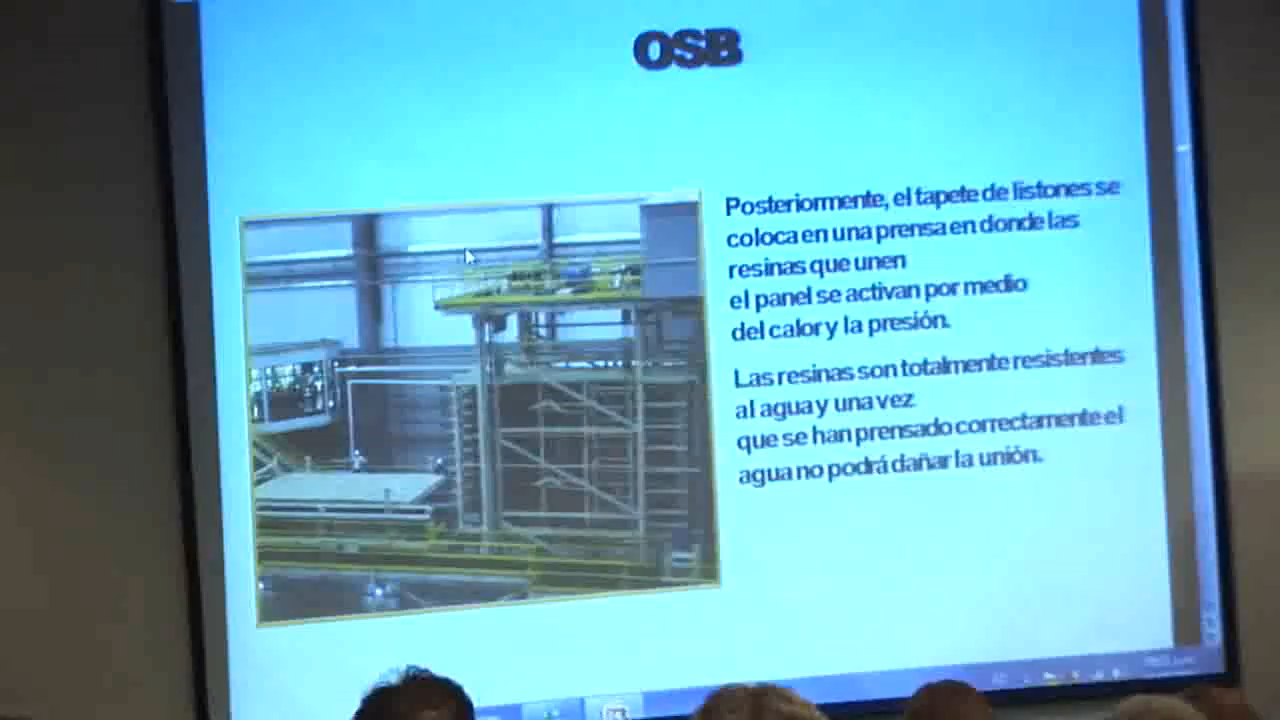 OSB
Posteriormente, el tapete de listones se
coloca en una prensa en donde las
resinas que unen
el panel se activan por medio
del calor y la presión.
Las resinas son totalmente resistentes
al agua y una vez
que se han prensado correctamente el
agua no podrá dañar la unión.